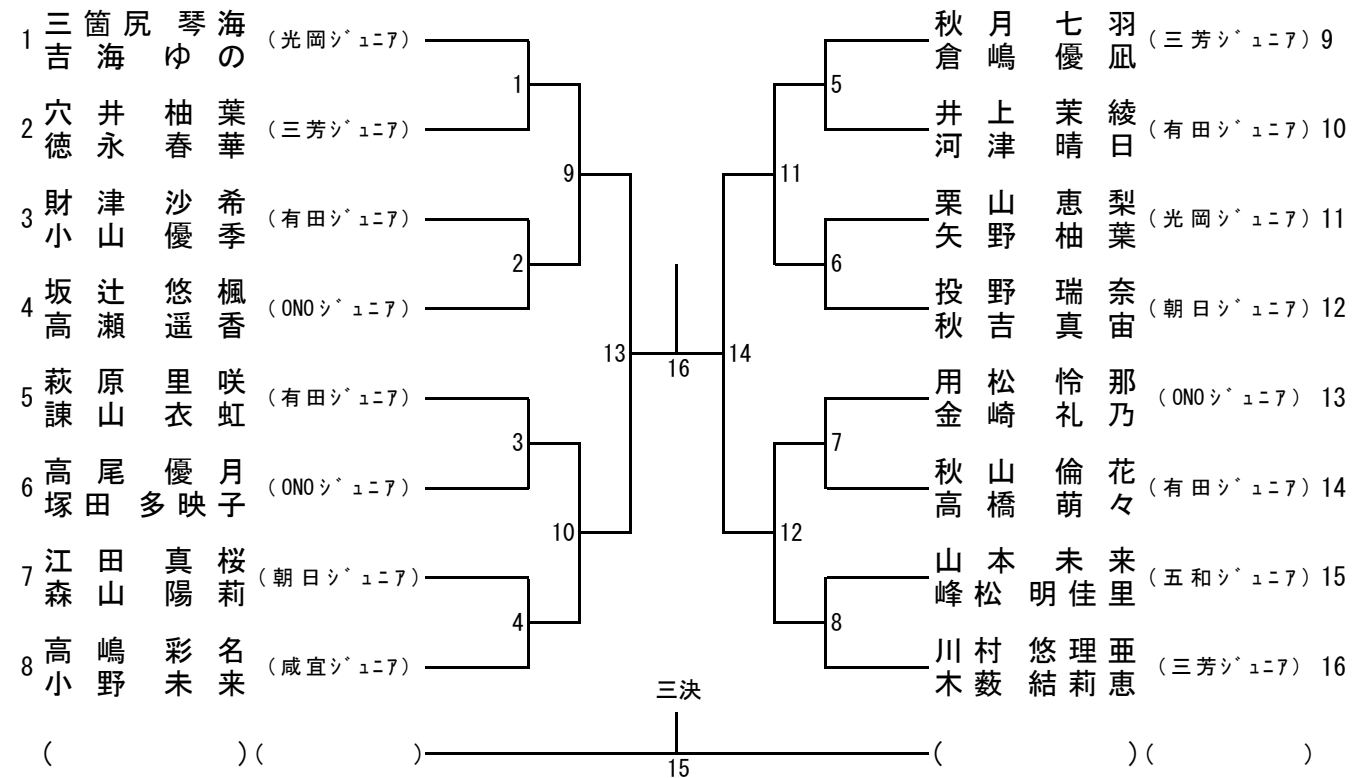 1 三箇尻 琴海 (光岡ジュニア)
吉海ゆの
2 穴井柚葉 (三芳ジュニア)
徳永春華
3 財津沙希 (有田ジュニア)
小山優季
4 坂辻悠楓 (ONOジュニア)
高瀬遥香
5 萩原里咲 (有田ジュニア)
諫山衣虹
6 高尾優月 (ONOジュニア)
塚田 多映子
7 江田真桜 (朝日ジュニア)
森山陽莉
8 高嶋彩名 (咸宜ジュニア)
小野未来
( ) ( )
1
2
3
4
9
10
13
16
三決
15
14
11
12
5
6
7
8
秋月七羽 (三芳ジュニア) 9
倉嶋優凪
井上茉綾 (有田ジュニア) 10
河津晴日
栗山恵梨 (光岡ジュニア) 11
矢野柚葉
投野瑞奈 (朝日ジュニア) 12
秋吉真宙
用松怜那 (ONOジュニア) 13
金崎礼乃
秋山倫花 (有田ジュニア) 14
高橋萌々
山本未来 (五和ジュニア) 15
峰松 明佳里
川村 悠理亜 (三芳ジュニア) 16
木薮 結莉恵
( ) ( )